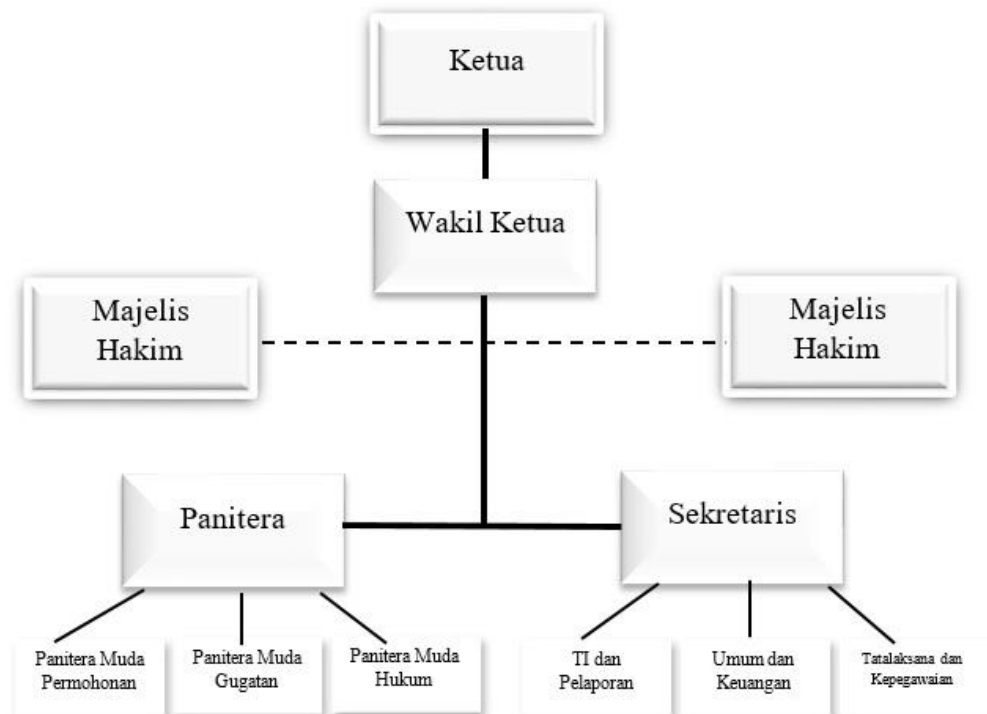 Ketua
Wakil Ketua
Majelis
Hakim
Majelis
Hakim
Panitera
Sekretaris
Panitera Muda
Permohonan
Panitera Muda
Gugatan
Panitera Muda
Hukum
TI dan
Pelaporan
Umum dan
Keuangan
Tatalaksana dan
Kepegawaian